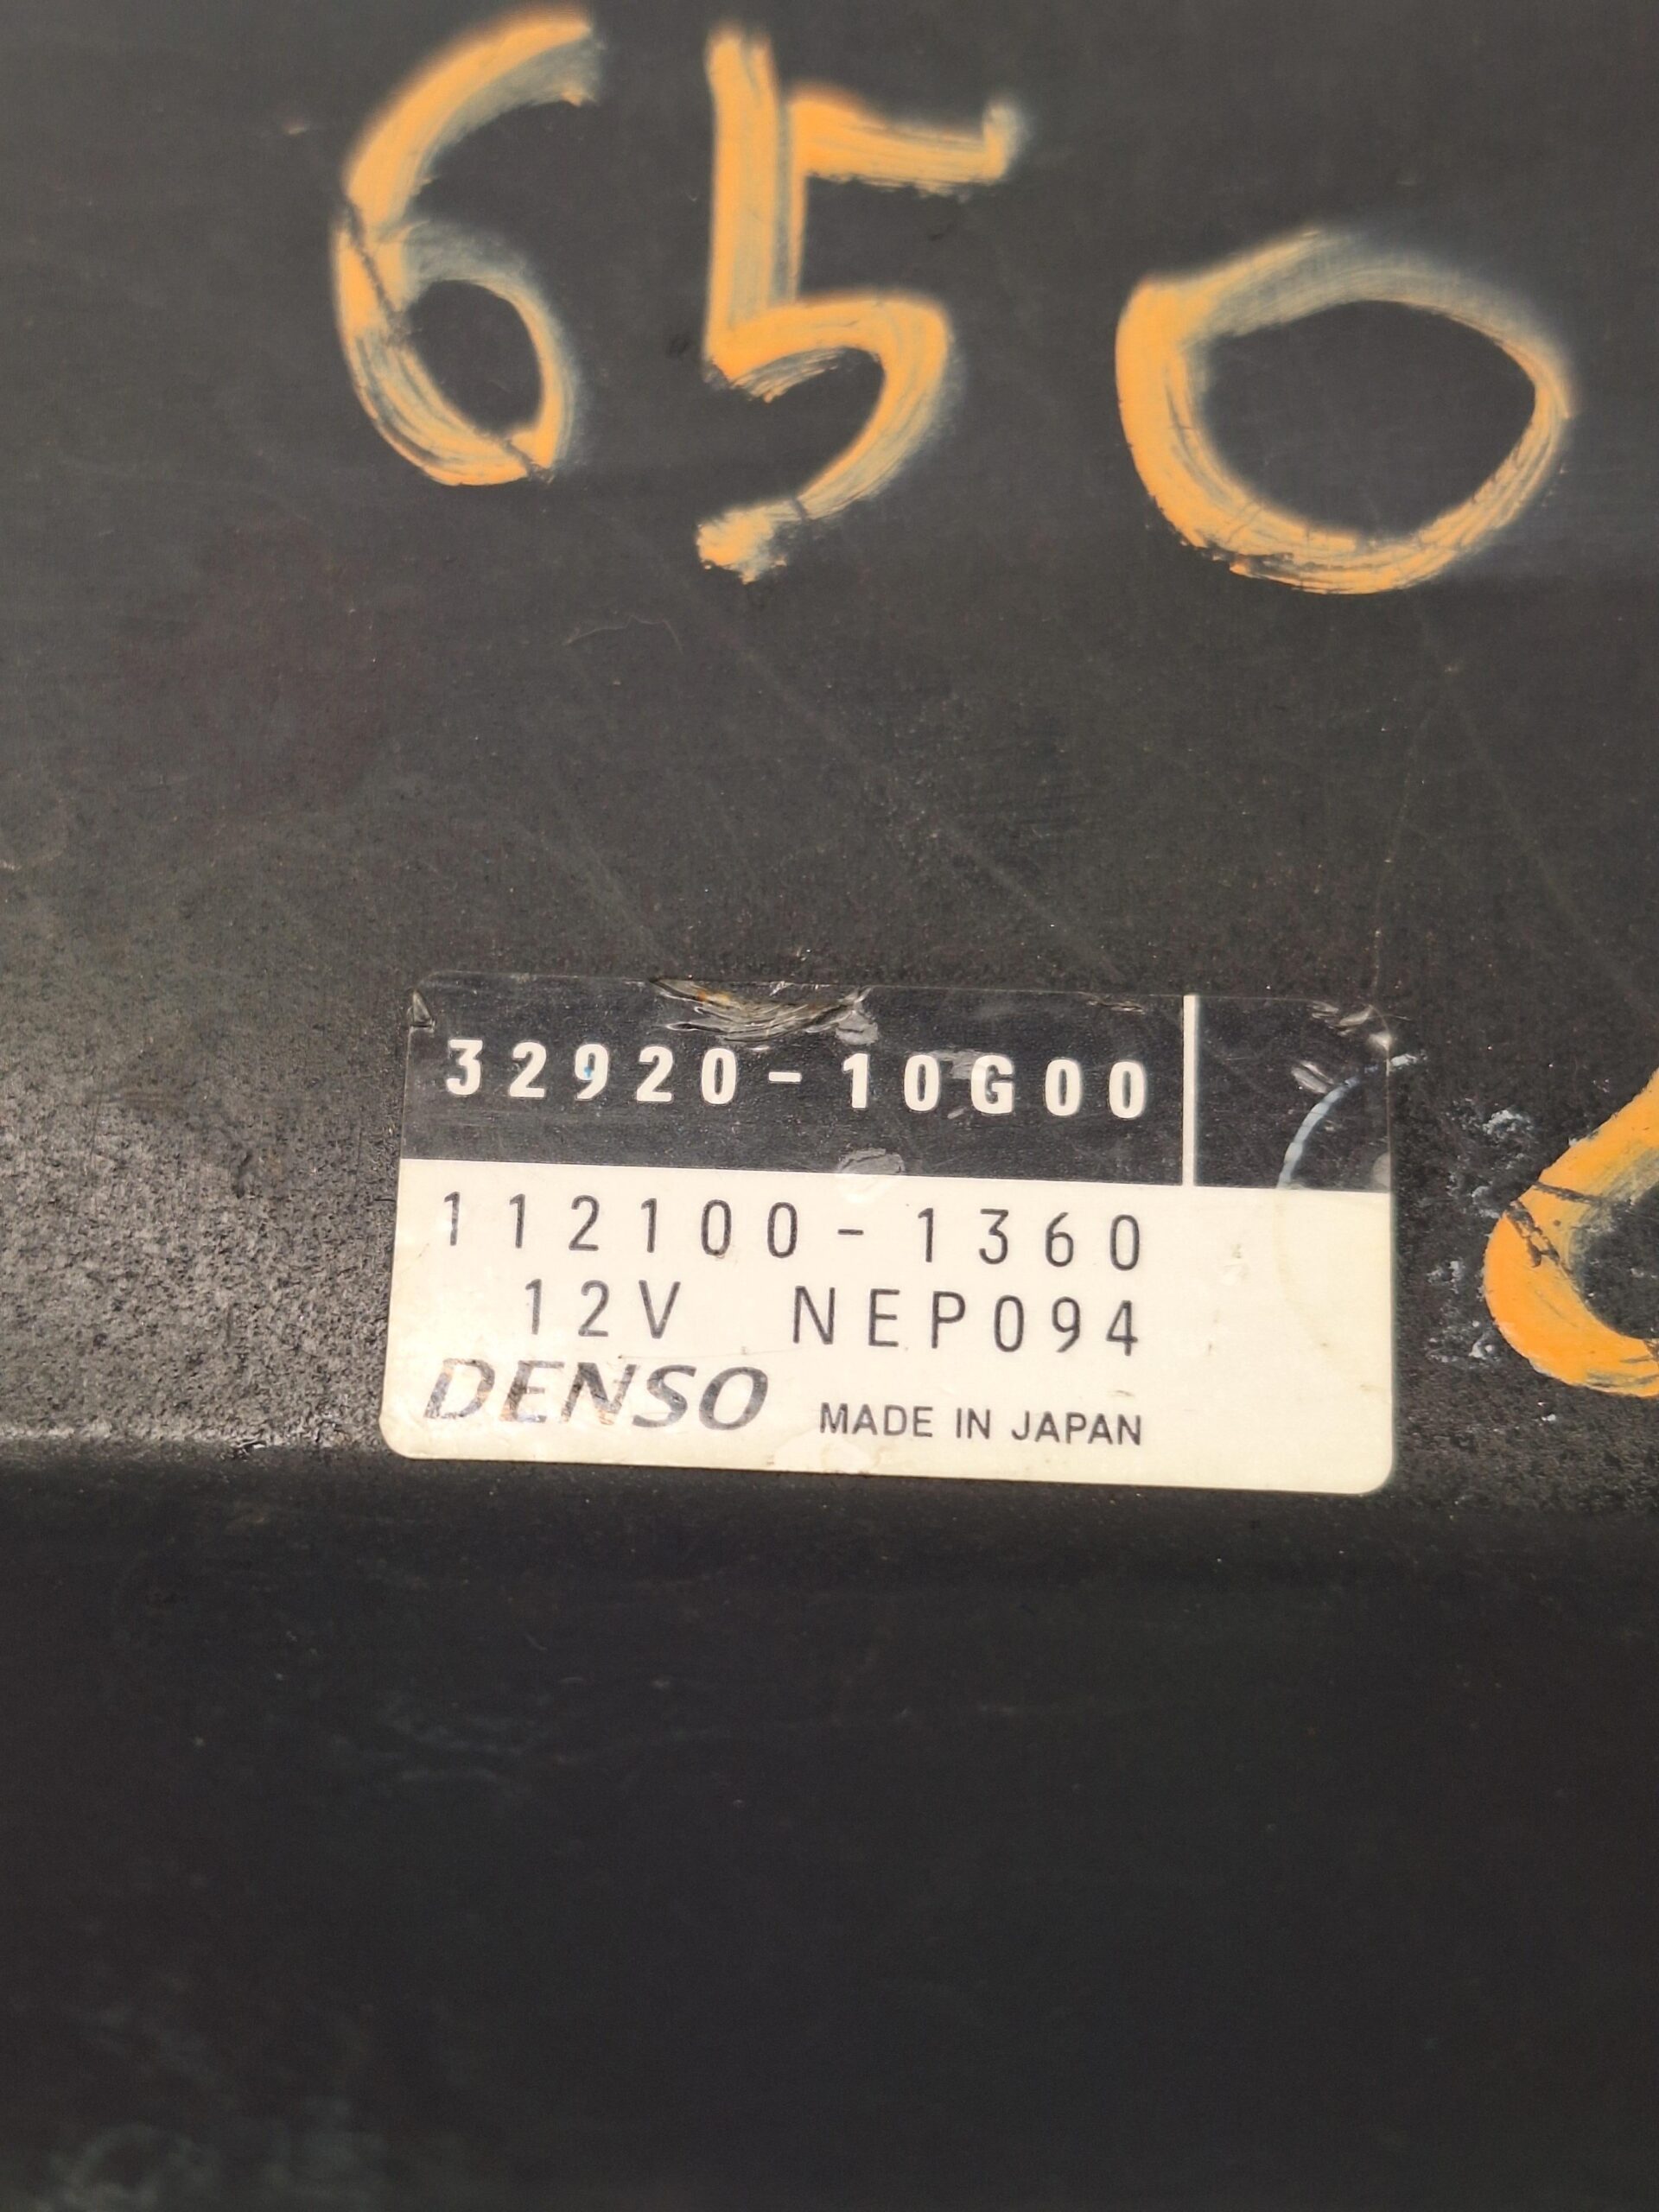 650
32920-10G00
112100-1360
12V NEP094
DENSO MADE IN JAPAN